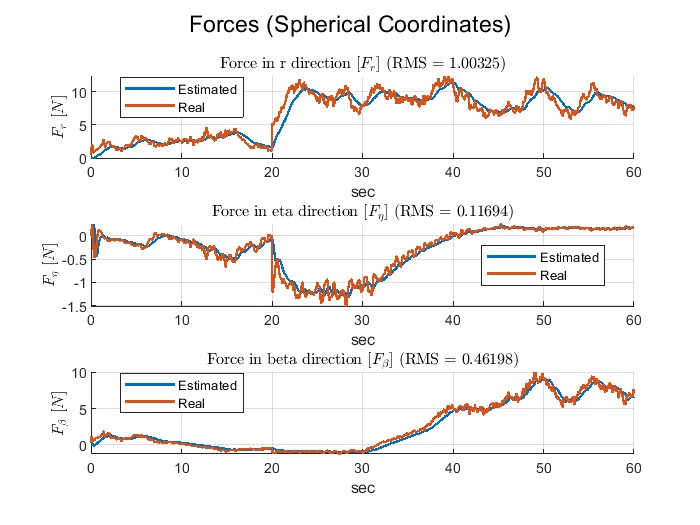 Forces (Spherical Coordinates)
Force in r direction [F_r] (RMS = 1.00325)
F_r [N]
10
5
0
Estimated
Real
0 10 20 30 40 50 60
sec
Force in eta direction [F_η] (RMS = 0.11694)
F_η [N]
0
-0.5
-1
-1.5
Estimated
Real
0 10 20 30 40 50 60
sec
Force in beta direction [F_β] (RMS = 0.46198)
F_β [N]
10
5
0
Estimated
Real
0 10 20 30 40 50 60
sec